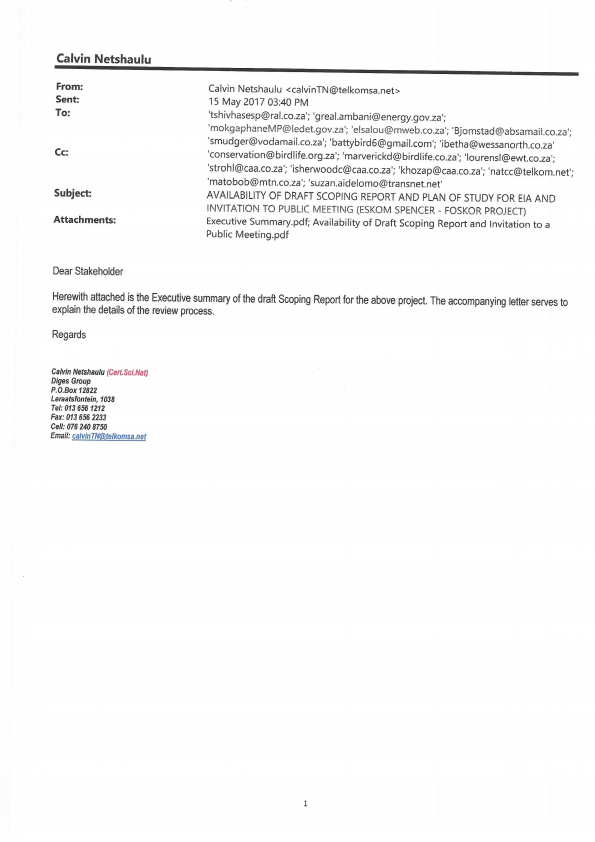 Calvin Netshaulu
From: Calvin Netshaulu <calvinTN@telkomsa.net>
Sent: 15 May 2017 03:40 PM
To: 'tshivhasesp@ral.co.za'; 'greal.ambani@energy.gov.za';
'mokgaphaneMP@ledet.gov.za'; 'elsalou@mweb.co.za'; 'Bjomstad@absamail.co.za';
'smudger@vodamail.co.za'; 'battybird6@gmail.com'; 'ibetha@wessanorth.co.za'
Cc: 'conservation@birdlife.org.za'; 'marverickd@birdlife.co.za'; 'lourensl@ewt.co.za';
'strohl@caa.co.za'; 'isherwoodc@caa.co.za'; 'khozap@caa.co.za'; 'natcc@telkom.net';
'matobob@mtn.co.za'; 'suzan.aidelomo@transnet.net'
Subject: AVAILABILITY OF DRAFT SCOPING REPORT AND PLAN OF STUDY FOR EIA AND
INVITATION TO PUBLIC MEETING (ESKOM SPENCER - FOSKOR PROJECT)
Attachments: Executive Summary.pdf; Availability of Draft Scoping Report and Invitation to a
Public Meeting.pdf
Dear Stakeholder
Herewith attached is the Executive summary of the draft Scoping Report for the above project. The accompanying letter serves to
explain the details of the review process.
Regards
Calvin Netshaulu (Cert.Sci.Nat)
Diges Group
P.O.Box 12822
Leraatsfontein, 1038
Tel: 013 656 1212
Fax: 013 656 2233
Cell: 076 240 8750
Email: calvinTN@telkomsa.net
1